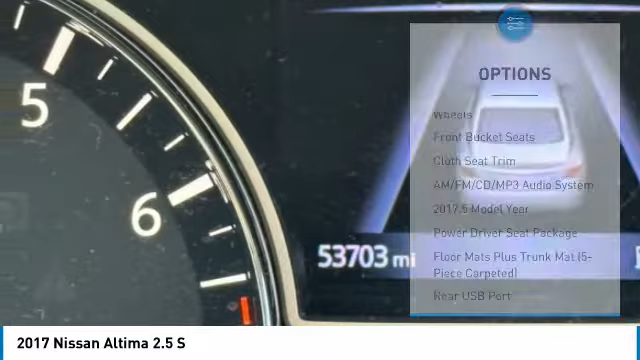 5
6
53703 mi
OPTIONS
Wheels
Front Bucket Seats
Cloth Seat Trim
AM/FM/CD/MP3 Audio System
2017.5 Model Year
Power Driver Seat Package
Floor Mats Plus Trunk Mat (5-
Piece Carpeted)
Rear USB Port
2017 Nissan Altima 2.5 S